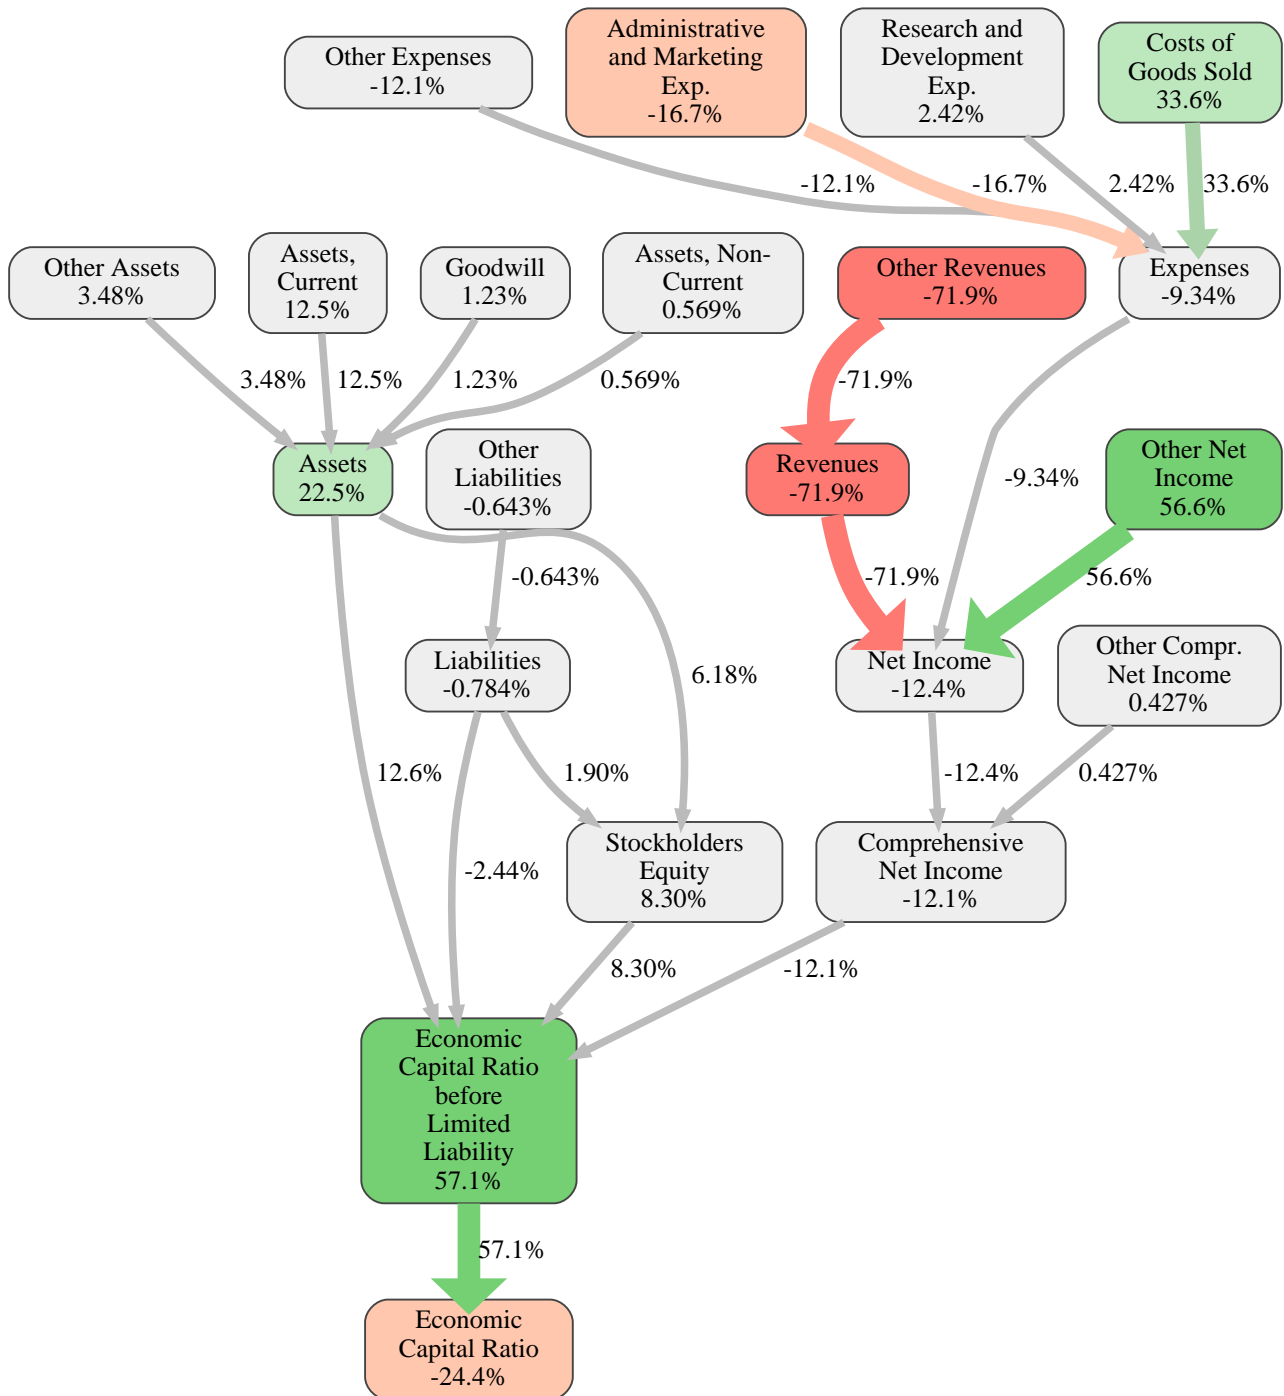 Other Expenses
-12.1%
Administrative
and Marketing
Exp.
-16.7%
Research and
Development
Exp.
2.42%
Costs of
Goods Sold
33.6%
-12.1%
-16.7%
2.42%
33.6%
Other Assets
3.48%
Assets,
Current
12.5%
Goodwill
1.23%
Assets, Non-
Current
0.569%
Other Revenues
-71.9%
Expenses
-9.34%
3.48%
12.5%
1.23%
0.569%
-71.9%
Assets
22.5%
Other
Liabilities
-0.643%
Revenues
-71.9%
-9.34%
Other Net
Income
56.6%
-0.643%
-71.9%
56.6%
Liabilities
-0.784%
6.18%
Net Income
-12.4%
Other Compr.
Net Income
0.427%
12.6%
1.90%
-12.4%
0.427%
-2.44%
Stockholders
Equity
8.30%
Comprehensive
Net Income
-12.1%
8.30%
-12.1%
Economic
Capital Ratio
before
Limited
Liability
57.1%
57.1%
Economic
Capital Ratio
-24.4%